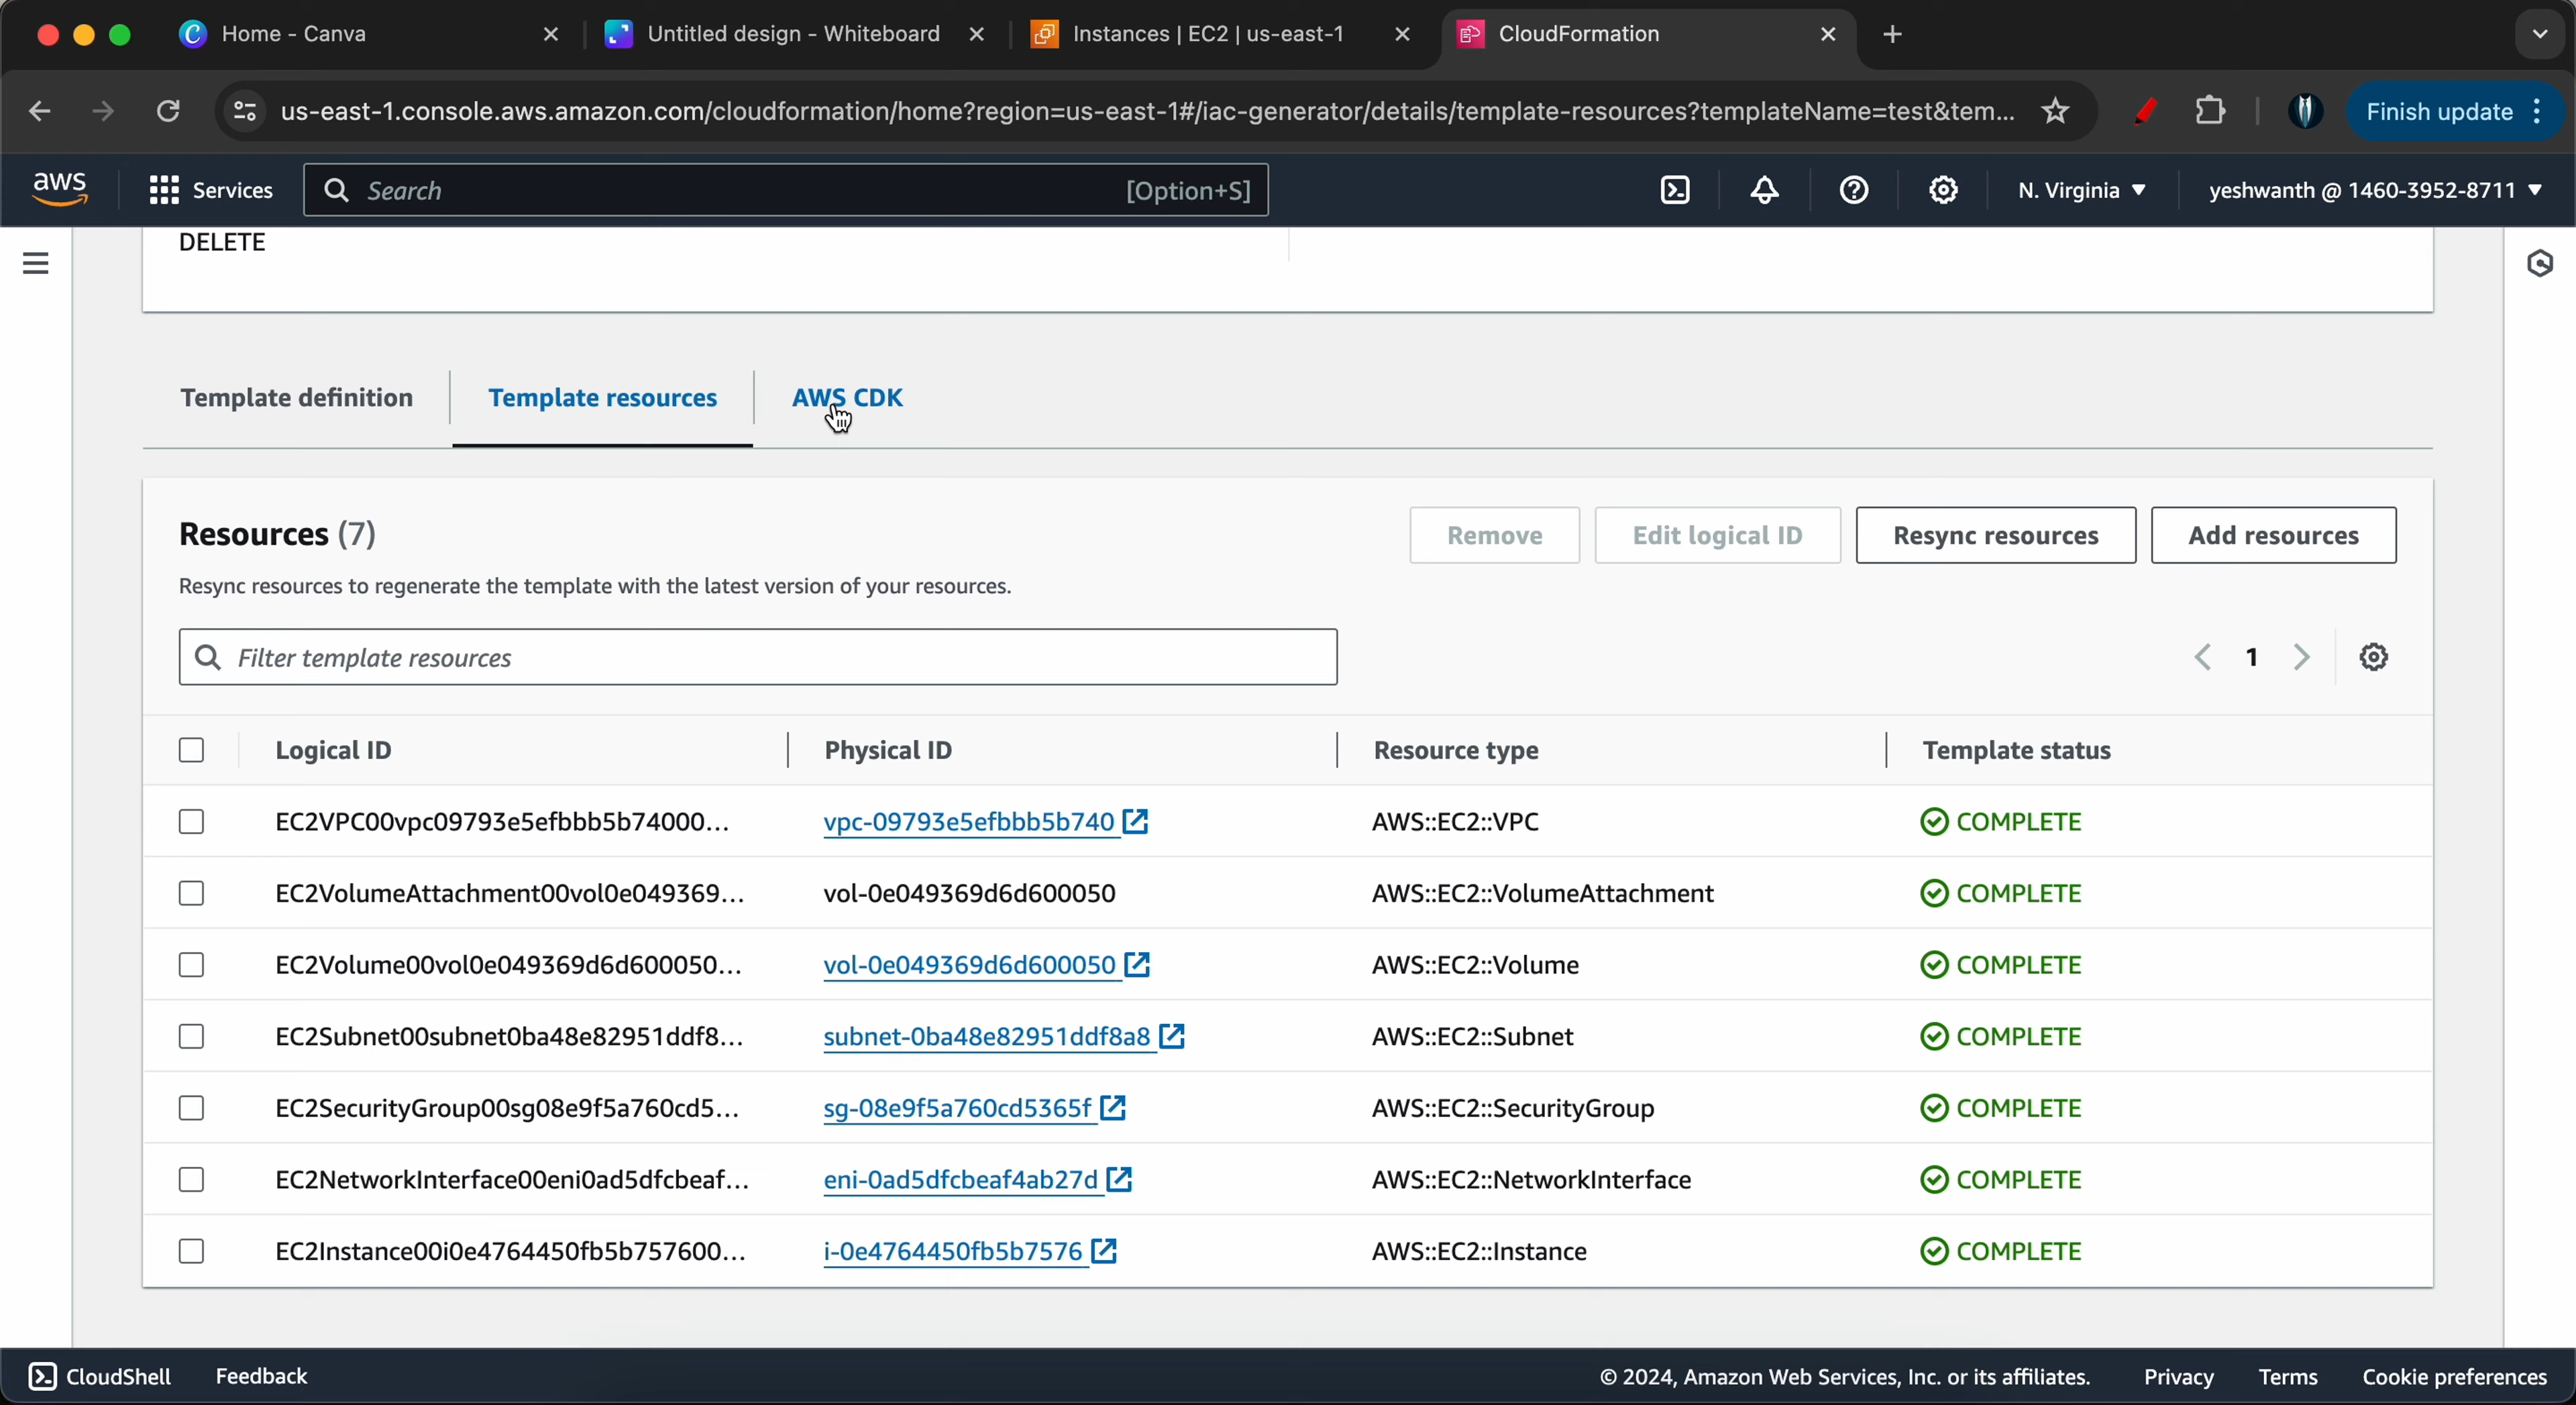 Home - Canva
Untitled design - Whiteboard
Instances | EC2 | us-east-1
CloudFormation
us-east-1.console.aws.amazon.com/cloudformation/home?region=us-east-1#/iac-generator/details/template-resources?templateName=test&tem...
Finish update
aws
Services
Search
[Option+S]
N. Virginia
yeshwanth @ 1460-3952-8711
DELETE
Template definition
Template resources
AWS CDK
Resources (7)
Remove
Edit logical ID
Resync resources
Add resources
Resync resources to regenerate the template with the latest version of your resources.
Filter template resources
1
Logical ID Physical ID Resource type Template status
EC2VPC00vpc09793e5efbbb5b74000... vpc-09793e5efbbb5b740 AWS::EC2::VPC COMPLETE
EC2VolumeAttachment00vol0e049369... vol-0e049369d6d600050 AWS::EC2::VolumeAttachment COMPLETE
EC2Volume00vol0e049369d6d600050... vol-0e049369d6d600050 AWS::EC2::Volume COMPLETE
EC2Subnet00subnet0ba48e82951ddf8... subnet-0ba48e82951ddf8a8 AWS::EC2::Subnet COMPLETE
EC2SecurityGroup00sg08e9f5a760cd5... sg-08e9f5a760cd5365f AWS::EC2::SecurityGroup COMPLETE
EC2NetworkInterface00eni0ad5dfcbeaf... eni-0ad5dfcbeaf4ab27d AWS::EC2::NetworkInterface COMPLETE
EC2Instance00i0e4764450fb5b757600... i-0e4764450fb5b7576 AWS::EC2::Instance COMPLETE
CloudShell
Feedback
© 2024, Amazon Web Services, Inc. or its affiliates.
Privacy
Terms
Cookie preferences